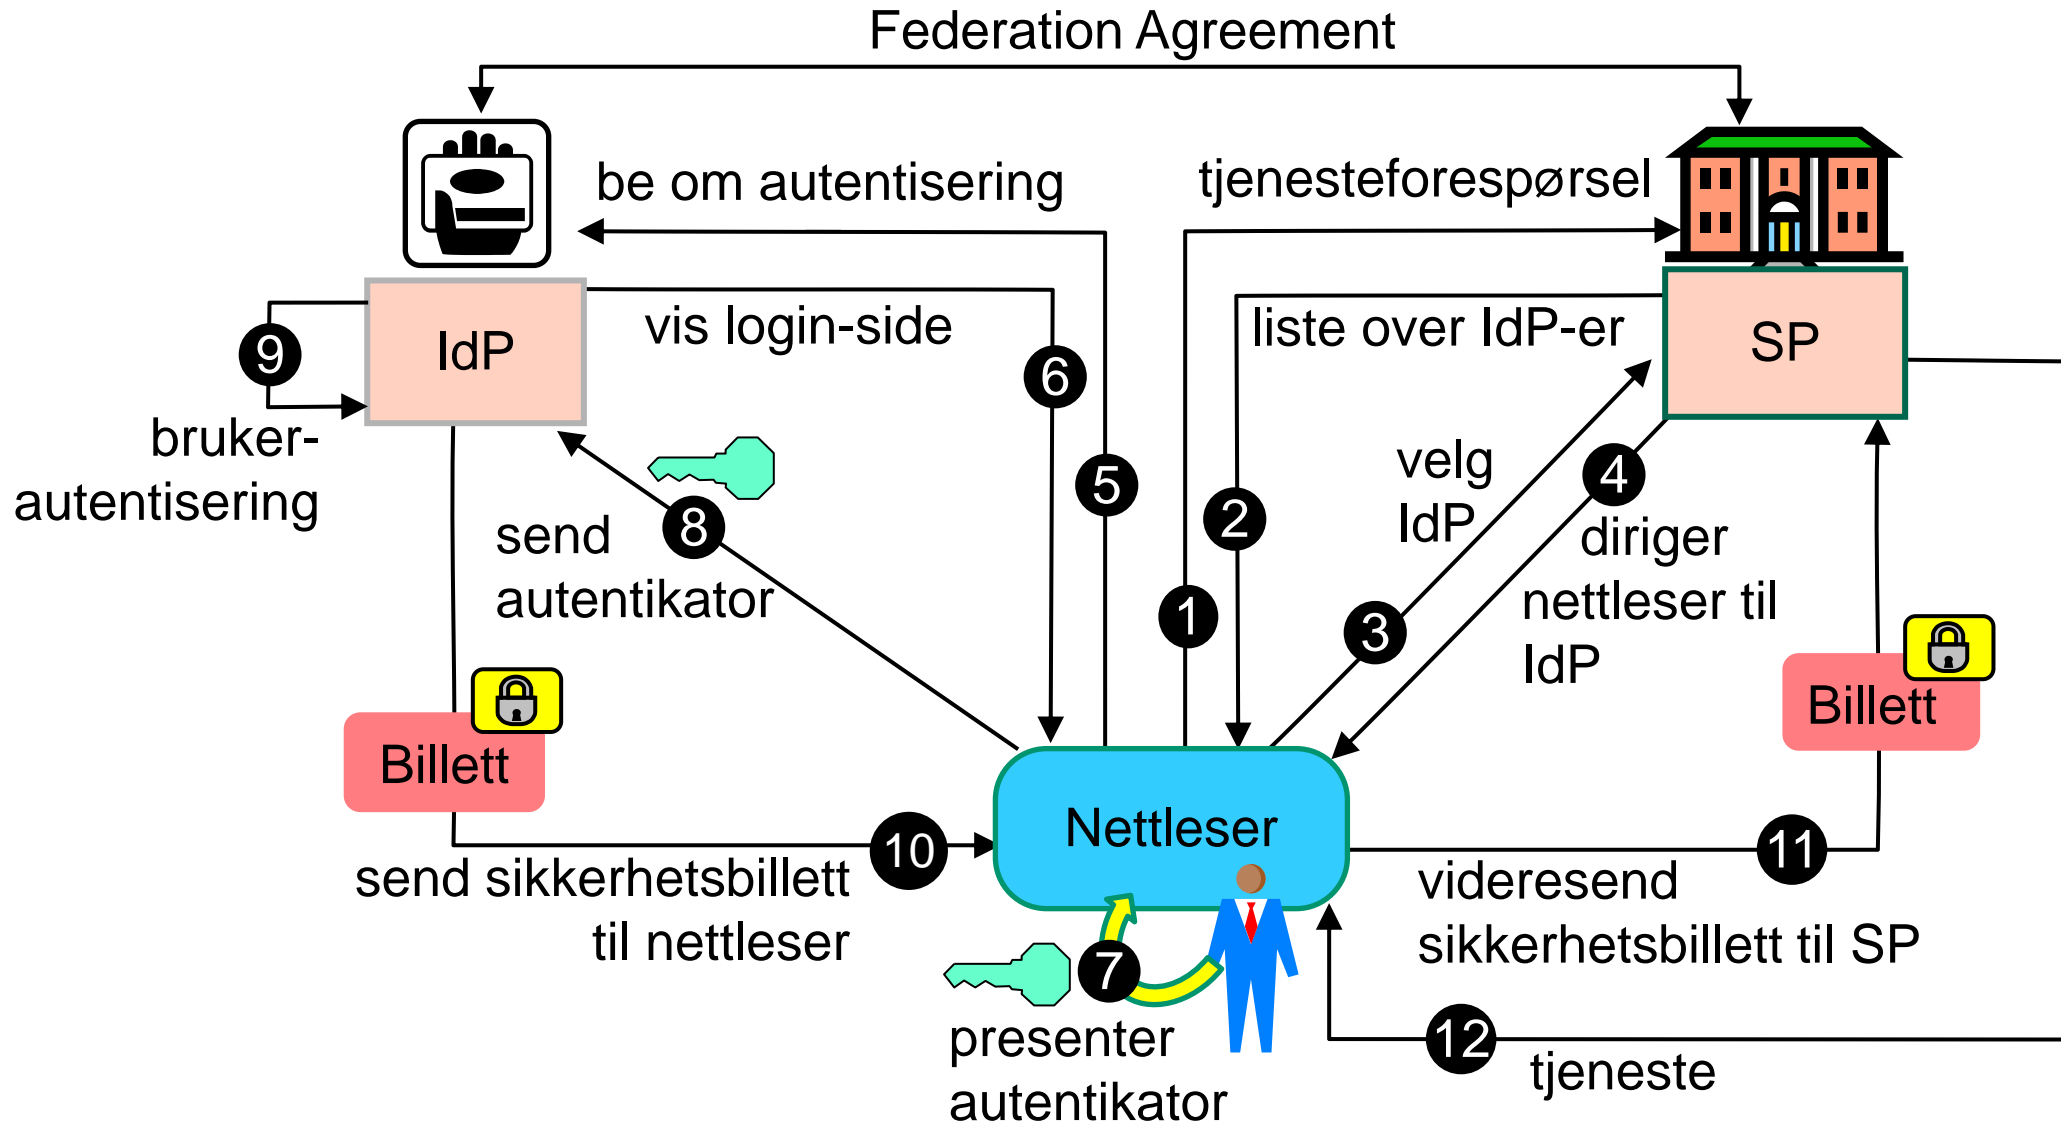 Federation Agreement
be om autentisering
tjenesteforespørsel
IdP
vis login-side
liste over IdP-er
SP
9
6
bruker-
autentisering
velg
IdP
4
5
8
2
send
autentikator
diriger
nettleser til
IdP
1
3
Billett
Billett
Nettleser
10
11
send sikkerhetsbillett
til nettleser
videresend
sikkerhetsbillett til SP
7
presenter
autentikator
12
tjeneste